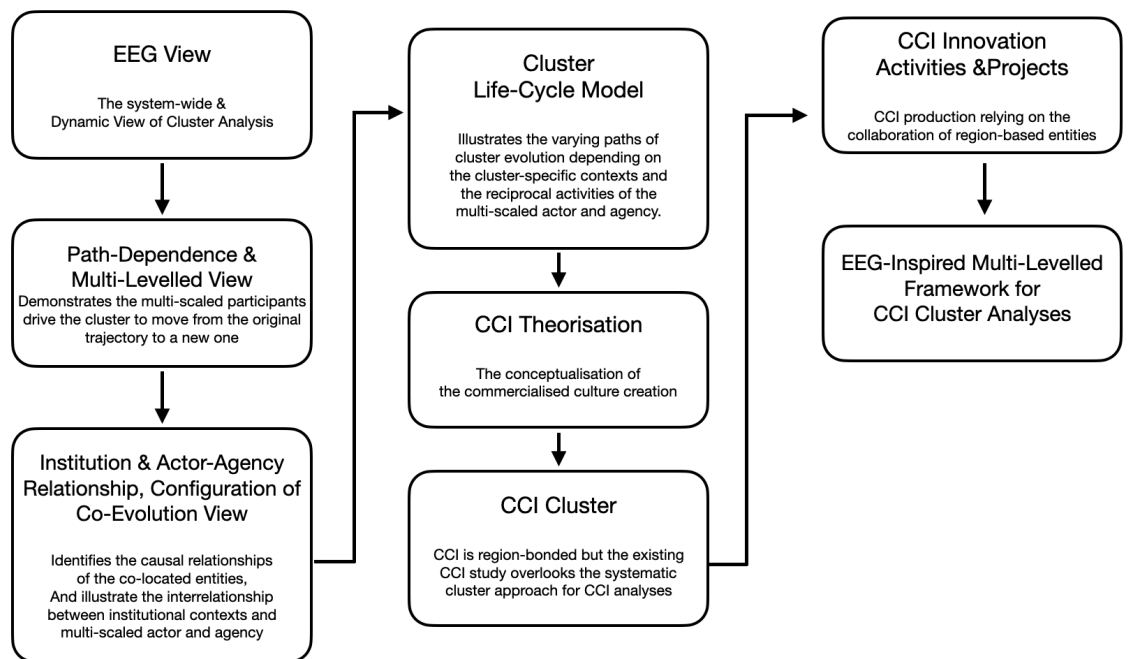 EEG View
The system-wide &
Dynamic View of Cluster Analysis
Path-Dependence &
Multi-Levelled View
Demonstrates the multi-scaled participants
drive the cluster to move from the original
trajectory to a new one
Institution & Actor-Agency
Relationship, Configuration of
Co-Evolution View
Identifies the causal relationships
of the co-located entities,
And illustrate the interrelationship
between institutional contexts and
multi-scaled actor and agency
Cluster
Life-Cycle Model
Illustrates the varying paths of
cluster evolution depending on
the cluster-specific contexts and
the reciprocal activities of the
multi-scaled actor and agency.
CCI Theorisation
The conceptualisation of
the commercialised culture creation
CCI Cluster
CCI is region-bonded but the existing
CCI study overlooks the systematic
cluster approach for CCI analyses
CCI Innovation
Activities &Projects
CCI production relying on the
collaboration of region-based entities
EEG-Inspired Multi-Levelled
Framework for
CCI Cluster Analyses